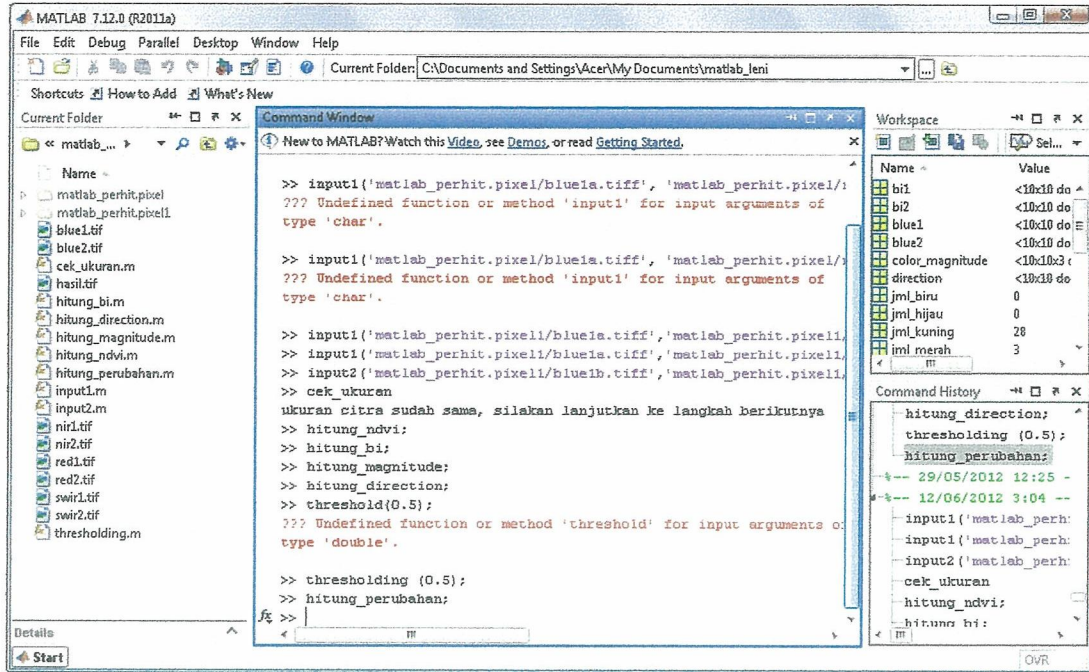 MATLAB 7.12.0 (R2011a)
File Edit Debug Parallel Desktop Window Help
Current Folder: C:\Documents and Settings\Acer\My Documents\matlab_leni
Shortcuts How to Add What's New
Current Folder
« matlab_...
Name
matlab_perhit.pixel
matlab_perhit.pixel1
blue1.tif
blue2.tif
cek_ukuran.m
hasil.tif
hitung_bi.m
hitung_direction.m
hitung_magnitude.m
hitung_ndvi.m
hitung_perubahan.m
input1.m
input2.m
nir1.tif
nir2.tif
red1.tif
red2.tif
swir1.tif
swir2.tif
thresholding.m
Details
Start
Command Window
New to MATLAB? Watch this Video, see Demos, or read Getting Started.
>> input1('matlab_perhit.pixel/blue1a.tiff', 'matlab_perhit.pixel/
??? Undefined function or method 'input1' for input arguments of
type 'char'.
>> input1('matlab_perhit.pixel/blue1a.tiff', 'matlab_perhit.pixel/
??? Undefined function or method 'input1' for input arguments of
type 'char'.
>> input1('matlab_perhit.pixel1/blue1a.tiff','matlab_perhit.pixel1/
>> input1('matlab_perhit.pixel1/blue1a.tiff','matlab_perhit.pixel1/
>> input2('matlab_perhit.pixel1/blue1b.tiff','matlab_perhit.pixel1/
>> cek_ukuran
ukuran citra sudah sama, silakan lanjutkan ke langkah berikutnya
>> hitung_ndvi;
>> hitung_bi;
>> hitung_magnitude;
>> hitung_direction;
>> threshold(0.5);
??? Undefined function or method 'threshold' for input arguments o
type 'double'.
>> thresholding (0.5);
>> hitung_perubahan;
fx >>
Workspace
Sel...
Name Value
bi1 <10x10 do
bi2 <10x10 do
blue1 <10x10 do
blue2 <10x10 do
color_magnitude <10x10x3 
direction <10x10 do
jml_biru 0
jml_hijau 0
jml_kuning 28
jml_merah 3
Command History
hitung_direction;
thresholding (0.5);
hitung_perubahan;
%-- 29/05/2012 12:25 -
%-- 12/06/2012 3:04 --
input1('matlab_perh
input1('matlab_perh
input2('matlab_perh
cek_ukuran
hitung_ndvi;
hitung_bi;
OVR